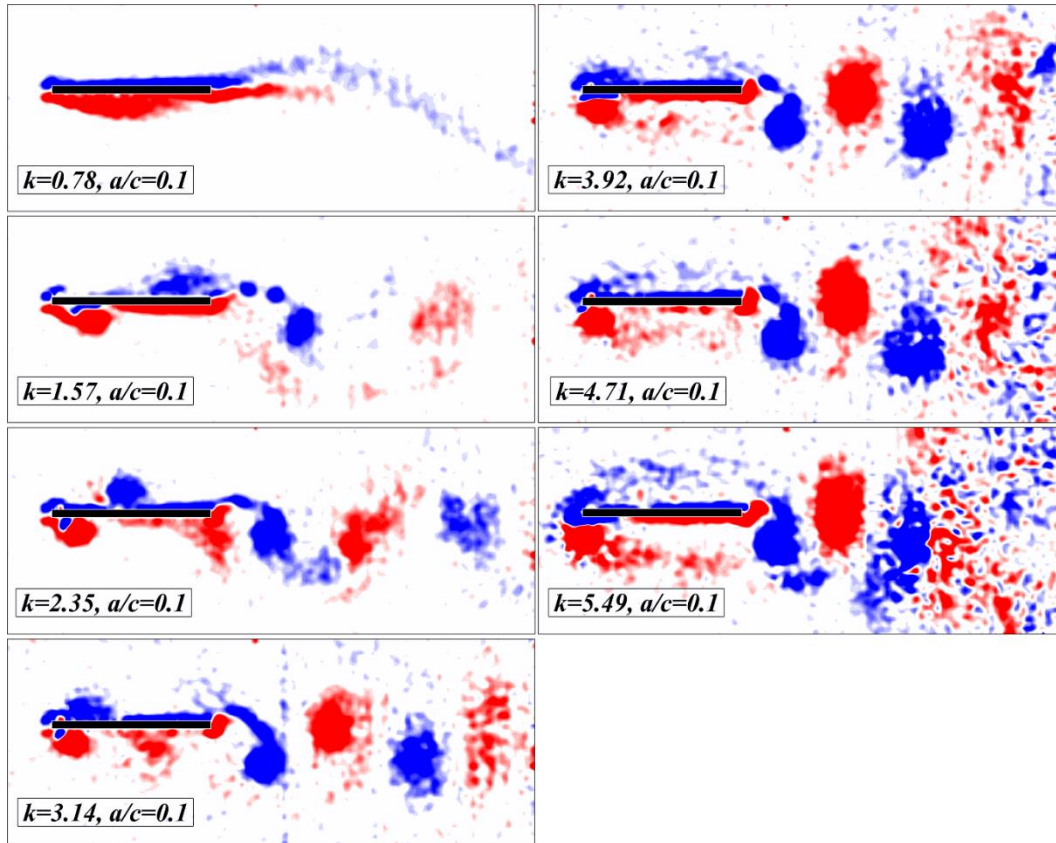 k=0.78, a/c=0.1
k=1.57, a/c=0.1
k=2.35, a/c=0.1
k=3.14, a/c=0.1
k=3.92, a/c=0.1
k=4.71, a/c=0.1
k=5.49, a/c=0.1